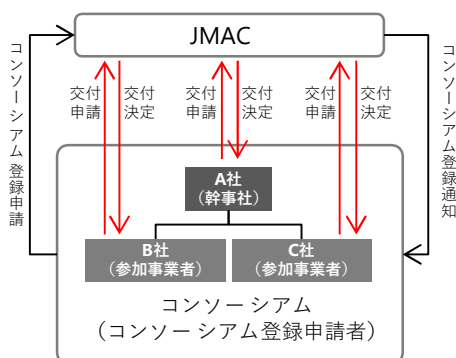 JMAC
コンソーシアム登録申請
交付
申請
交付
決定
交付
申請
交付
決定
交付
申請
交付
決定
コンソーシアム登録通知
A社
（幹事社）
B社
（参加事業者）
C社
（参加事業者）
コンソーシアム
（コンソーシアム登録申請者）